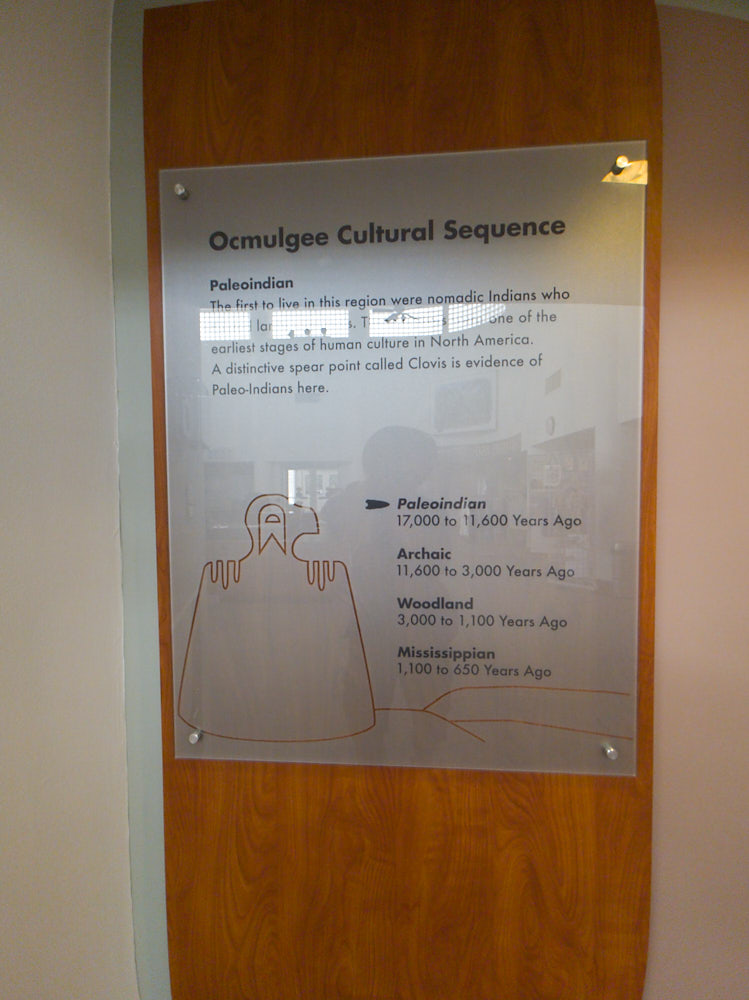 Ocmulgee Cultural Sequence
Paleoindian
The first to live in this region were nomadic Indians who
one of the
earliest stages of human culture in North America.
A distinctive spear point called Clovis is evidence of
Paleo-Indians here.
Paleoindian
17,000 to 11,600 Years Ago
Archaic
11,600 to 3,000 Years Ago
Woodland
3,000 to 1,100 Years Ago
Mississippian
1,100 to 650 Years Ago